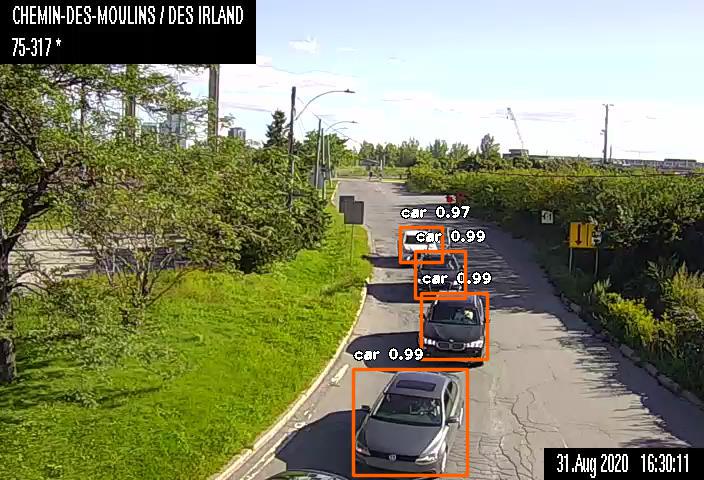 CHEMIN-DES-MOULINS / DES IRLAND
75-317 *
car 0.97
car 0.99
car 0.99
car 0.99
31.Aug 2020 16:30:11